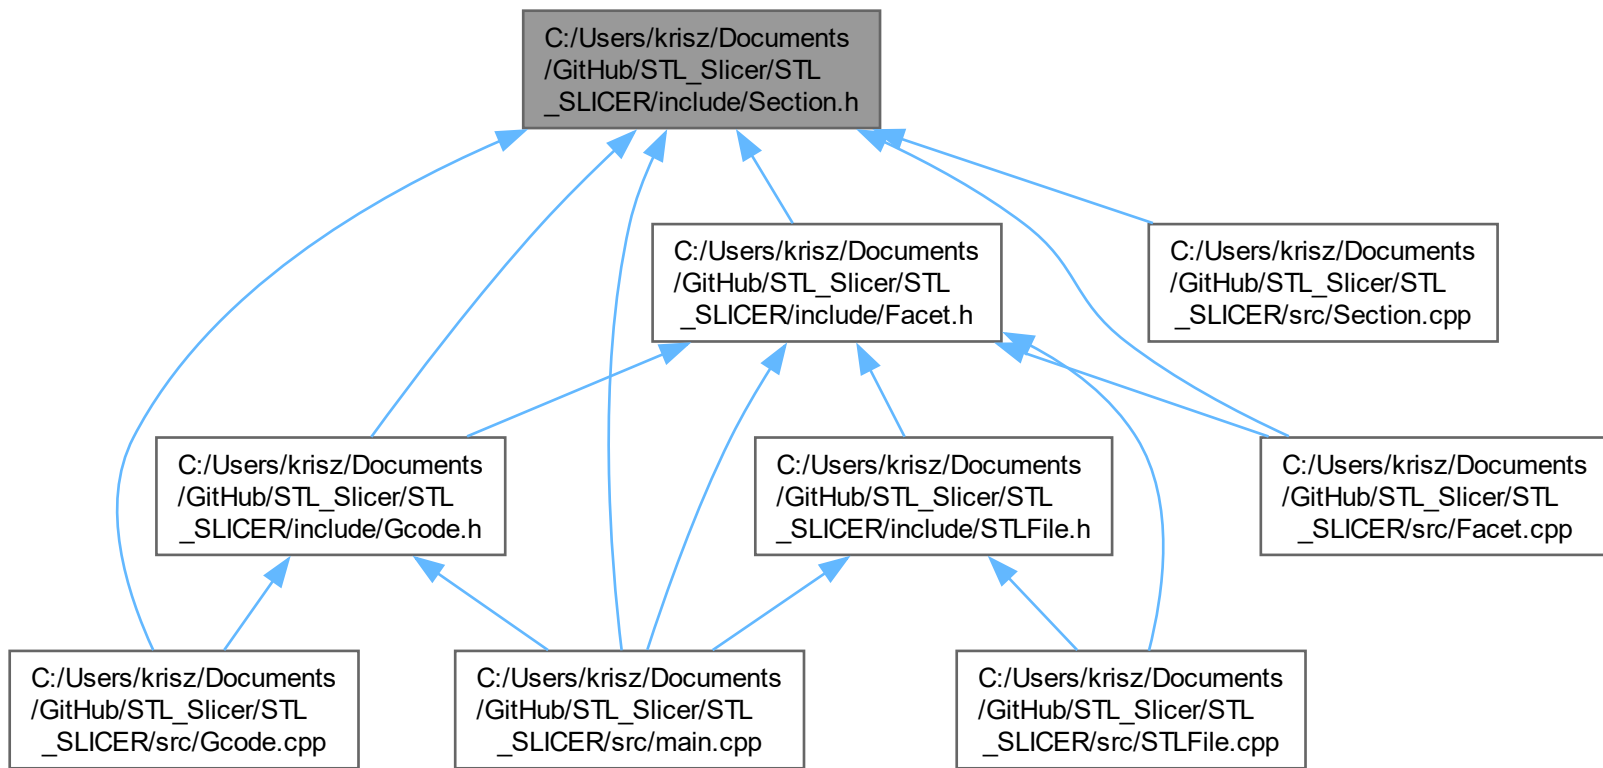 C:/Users/krisz/Documents
/GitHub/STL_Slicer/STL
_SLICER/include/Section.h
C:/Users/krisz/Documents
/GitHub/STL_Slicer/STL
_SLICER/include/Facet.h
C:/Users/krisz/Documents
/GitHub/STL_Slicer/STL
_SLICER/src/Section.cpp
C:/Users/krisz/Documents
/GitHub/STL_Slicer/STL
_SLICER/include/Gcode.h
C:/Users/krisz/Documents
/GitHub/STL_Slicer/STL
_SLICER/include/STLFile.h
C:/Users/krisz/Documents
/GitHub/STL_Slicer/STL
_SLICER/src/Facet.cpp
C:/Users/krisz/Documents
/GitHub/STL_Slicer/STL
_SLICER/src/Gcode.cpp
C:/Users/krisz/Documents
/GitHub/STL_Slicer/STL
_SLICER/src/main.cpp
C:/Users/krisz/Documents
/GitHub/STL_Slicer/STL
_SLICER/src/STLFile.cpp